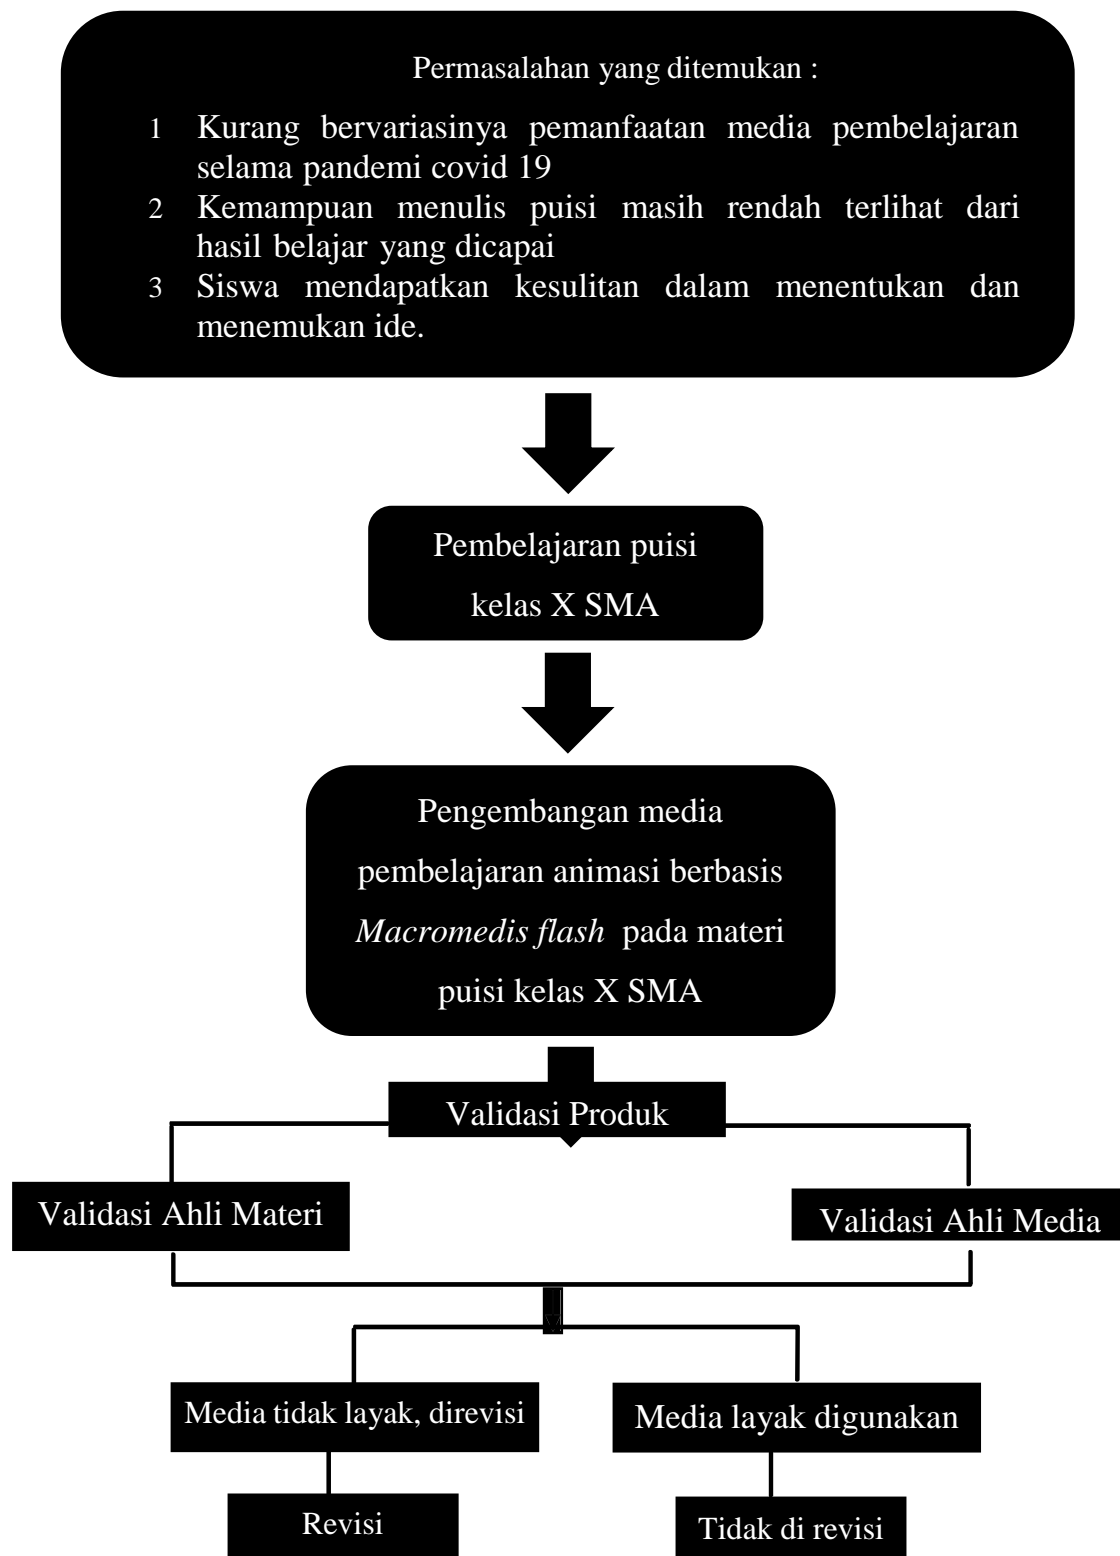 Permasalahan yang ditemukan :
1 Kurang bervariasinya pemanfaatan media pembelajaran
selama pandemi covid 19
2 Kemampuan menulis puisi masih rendah terlihat dari
hasil belajar yang dicapai
3 Siswa mendapatkan kesulitan dalam menentukan dan
menemukan ide.
Pembelajaran puisi
kelas X SMA
Pengembangan media
pembelajaran animasi berbasis
Macromedis flash pada materi
puisi kelas X SMA
Validasi Produk
Validasi Ahli Materi
Validasi Ahli Media
Media tidak layak, direvisi
Media layak digunakan
Revisi
Tidak di revisi